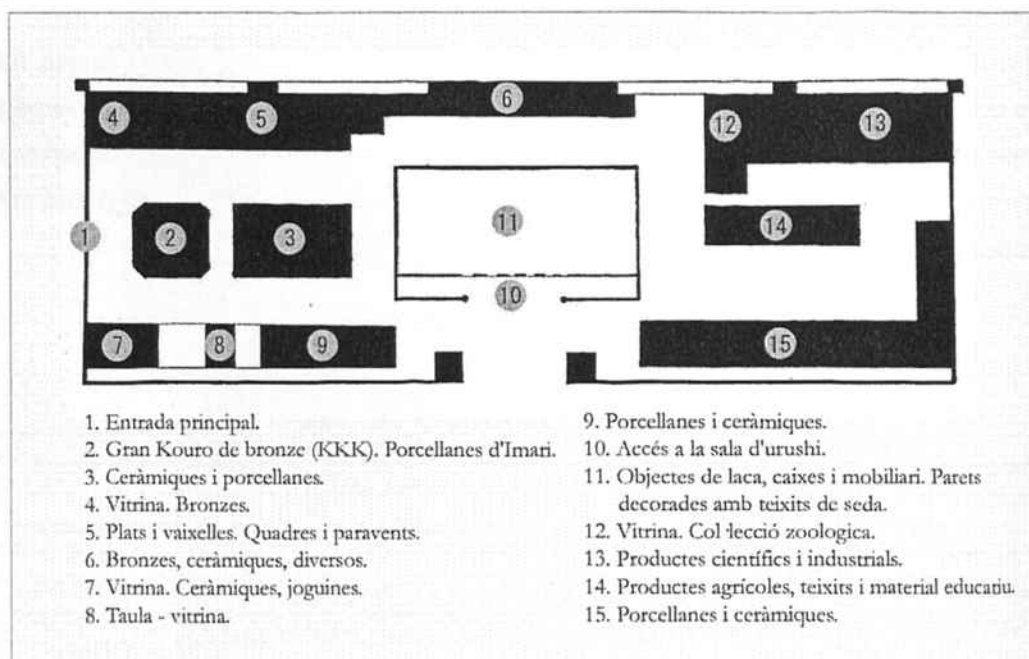 4
5
6
12
13
1
2
3
11
14
10
7
8
9
15
1. Entrada principal.
2. Gran Kouro de bronze (KKK). Porcellanes d'Imari.
3. Ceràmiques i porcellanes.
4. Vitrina. Bronzes.
5. Plats i vaixelles. Quadres i paravents.
6. Bronzes, ceràmiques, diversos.
7. Vitrina. Ceràmiques, joguines.
8. Taula - vitrina.
9. Porcellanes i ceràmiques.
10. Accés a la sala d'urushi.
11. Objectes de laca, caixes i mobiliari. Parets
decorades amb teixits de seda.
12. Vitrina. Col·lecció zoologica.
13. Productes científics i industrials.
14. Productes agrícoles, teixits i material educatiu.
15. Porcellanes i ceràmiques.